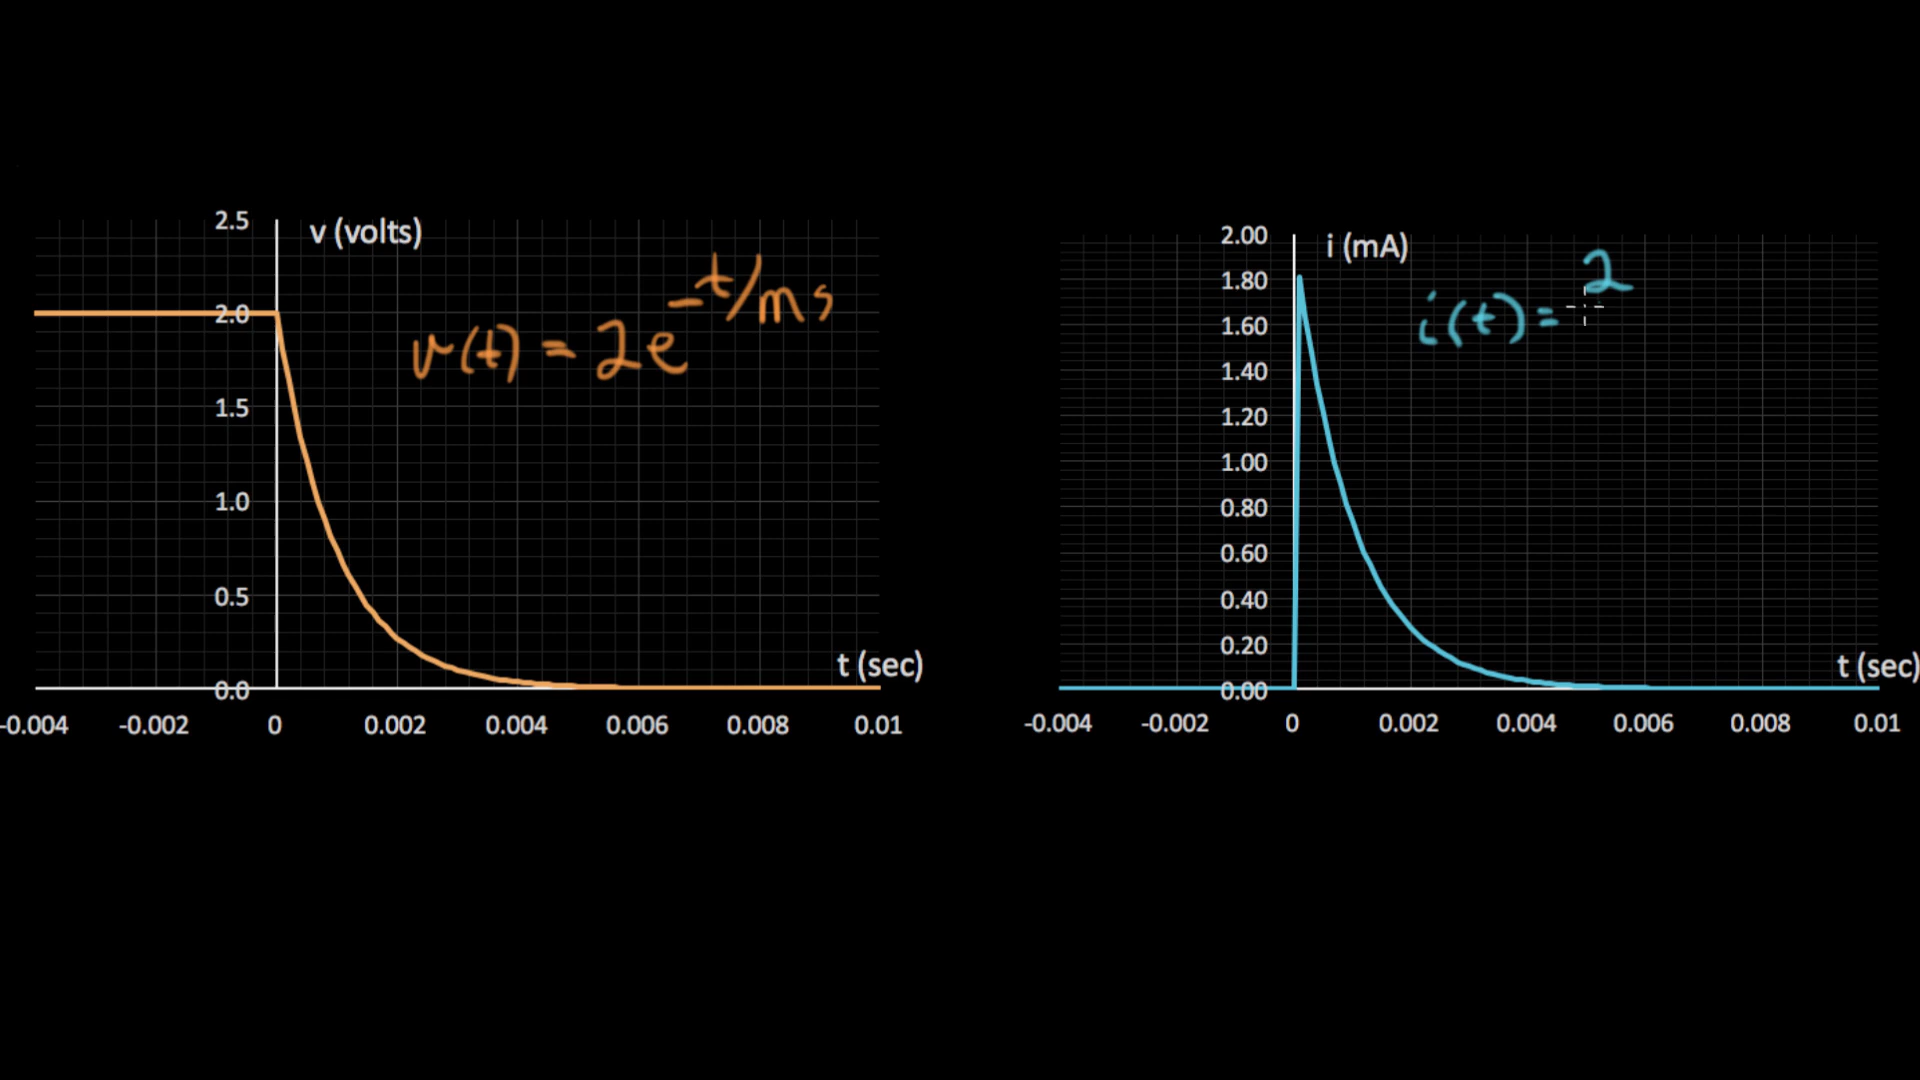 v (volts)
2.5
2.0
1.5
1.0
0.5
0.0
-0.004 -0.002 0 0.002 0.004 0.006 0.008 0.01
t (sec)
v(t) = 2e^-t/ms
i (mA)
2.00
1.80
1.60
1.40
1.20
1.00
0.80
0.60
0.40
0.20
0.00
-0.004 -0.002 0 0.002 0.004 0.006 0.008 0.01
t (sec)
i(t) = 2